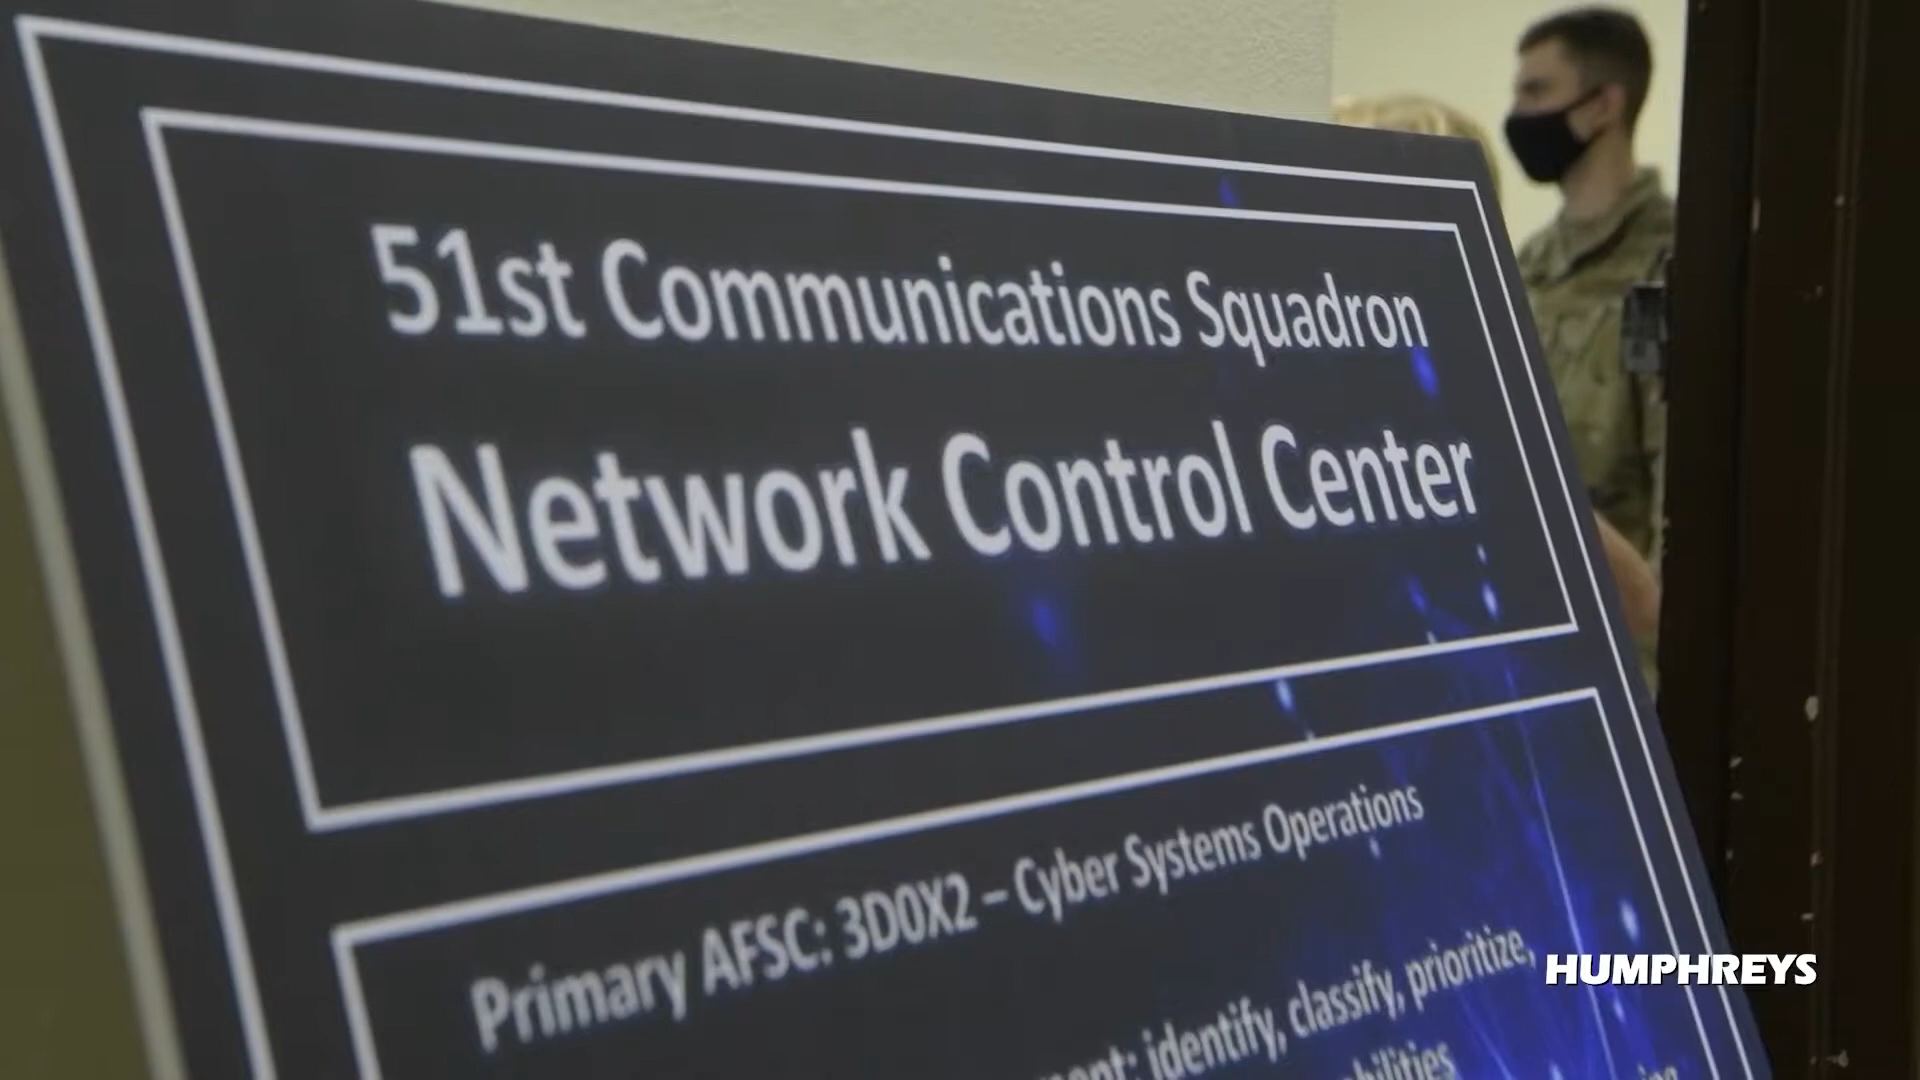 51st Communications Squadron
Network Control Center
Primary AFSC: 3D0X2 – Cyber Systems Operations
identify, classify, prioritize,
HUMPHREYS